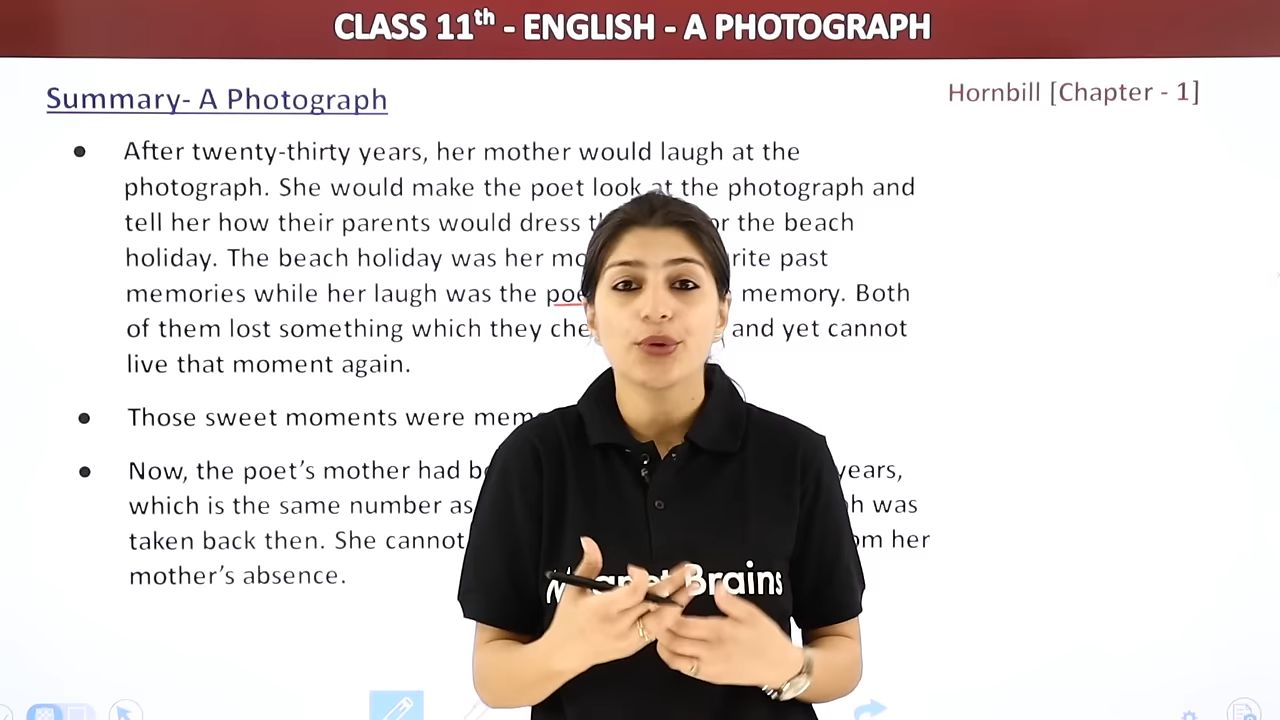 CLASS 11th - ENGLISH - A PHOTOGRAPH
Summary- A Photograph
Hornbill [Chapter - 1]
● After twenty-thirty years, her mother would laugh at the
photograph. She would make the poet look at the photograph and
tell her how their parents would dress the beach
holiday. The beach holiday was her past
memories while her laugh was the memory. Both
of them lost something which they and yet cannot
live that moment again.
● Those sweet moments were
● Now, the poet's mother had years,
which is the same number as was
taken back then. She cannot her
mother's absence.
Magnet Brains